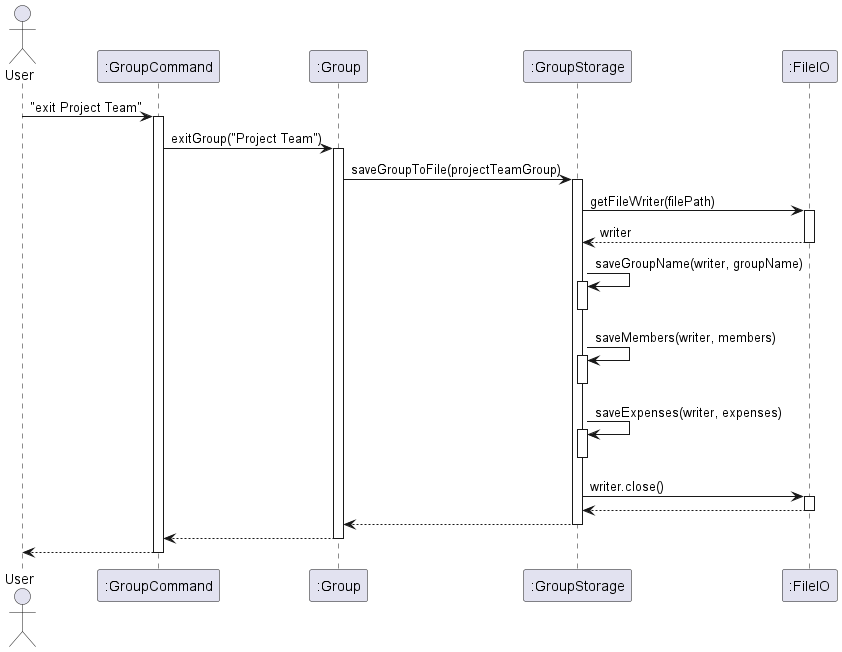 User
:GroupCommand
:Group
:GroupStorage
:FileIO
"exit Project Team"
exitGroup("Project Team")
saveGroupToFile(projectTeamGroup)
getFileWriter(filePath)
writer
saveGroupName(writer, groupName)
saveMembers(writer, members)
saveExpenses(writer, expenses)
writer.close()
User
:GroupCommand
:Group
:GroupStorage
:FileIO